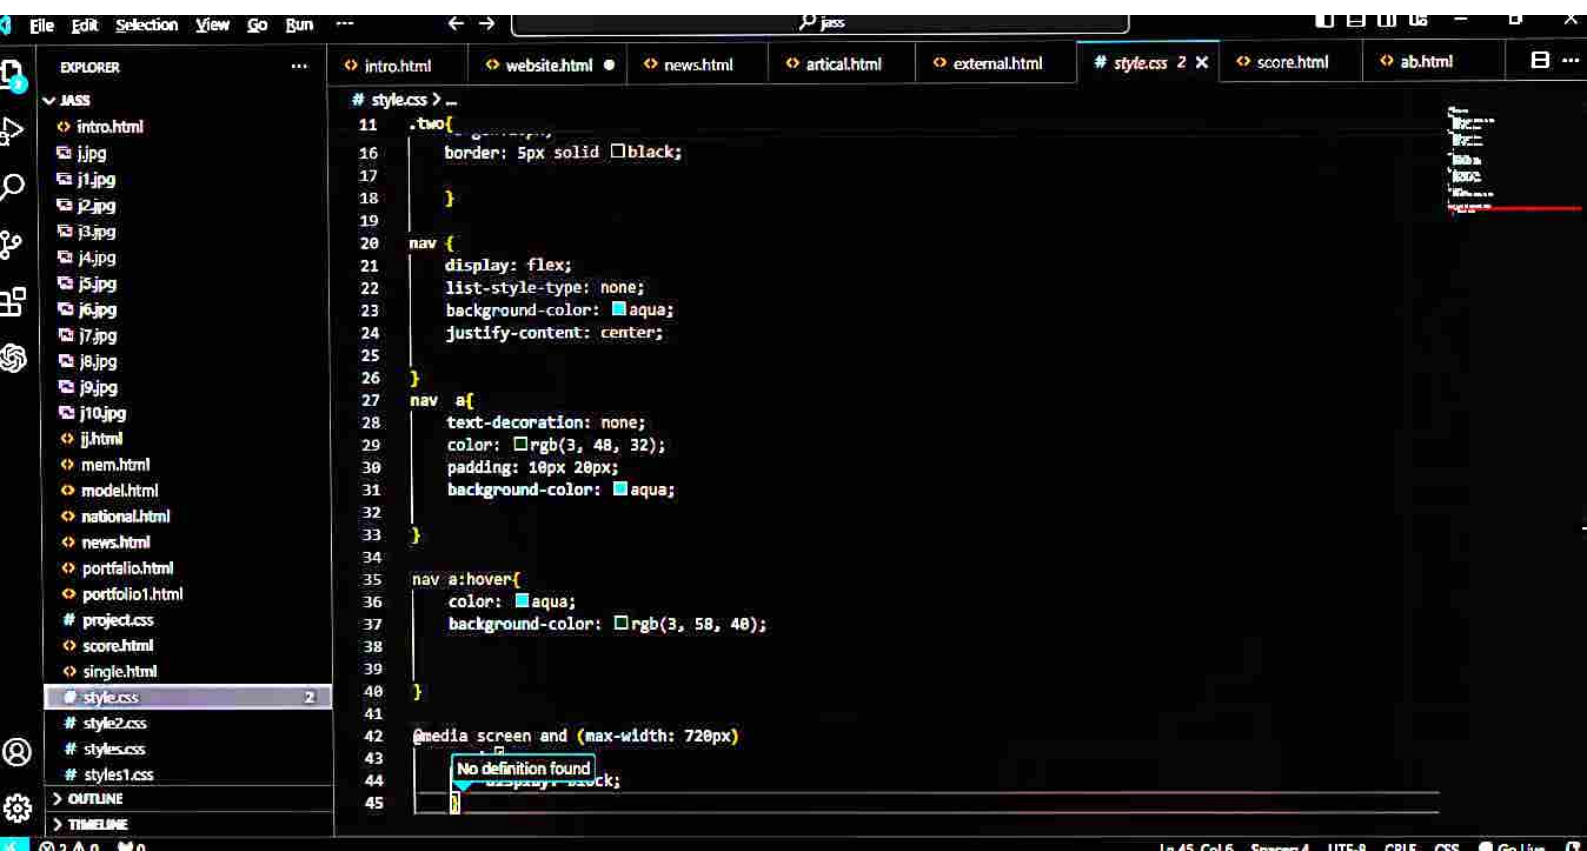 File Edit Selection View Go Run ...
jass
EXPLORER ...
intro.html
website.html
news.html
artical.html
external.html
# style.css 2
score.html
ab.html
JASS
intro.html
j.jpg
j1.jpg
j2.jpg
j3.jpg
j4.jpg
j5.jpg
j6.jpg
j7.jpg
j8.jpg
j9.jpg
j10.jpg
jj.html
mem.html
model.html
national.html
news.html
portfalio.html
portfolio1.html
# project.css
score.html
single.html
# style.css 2
# style2.css
# styles.css
# styles1.css
> OUTLINE
> TIMELINE
# style.css > ...
11 .two{
16 border: 5px solid black;
17
18 }
19
20 nav {
21 display: flex;
22 list-style-type: none;
23 background-color: aqua;
24 justify-content: center;
25
26 }
27 nav a{
28 text-decoration: none;
29 color: rgb(3, 48, 32);
30 padding: 10px 20px;
31 background-color: aqua;
32
33 }
34
35 nav a:hover{
36 color: aqua;
37 background-color: rgb(3, 58, 40);
38
39
40 }
41
42 @media screen and (max-width: 720px)
43
No definition found
44 display: block;
45 }
Ln 45, Col 6 Spaces: 4 UTF-8 CRLF CSS Go Live